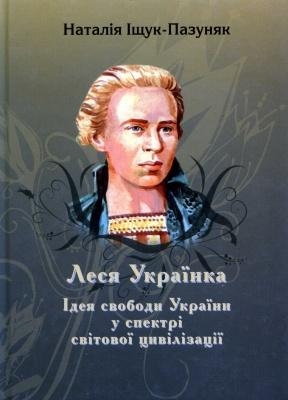 Наталія Іщук-Пазуняк
Леся Українка
Ідея свободи України
у спектрі
світової цивілізації